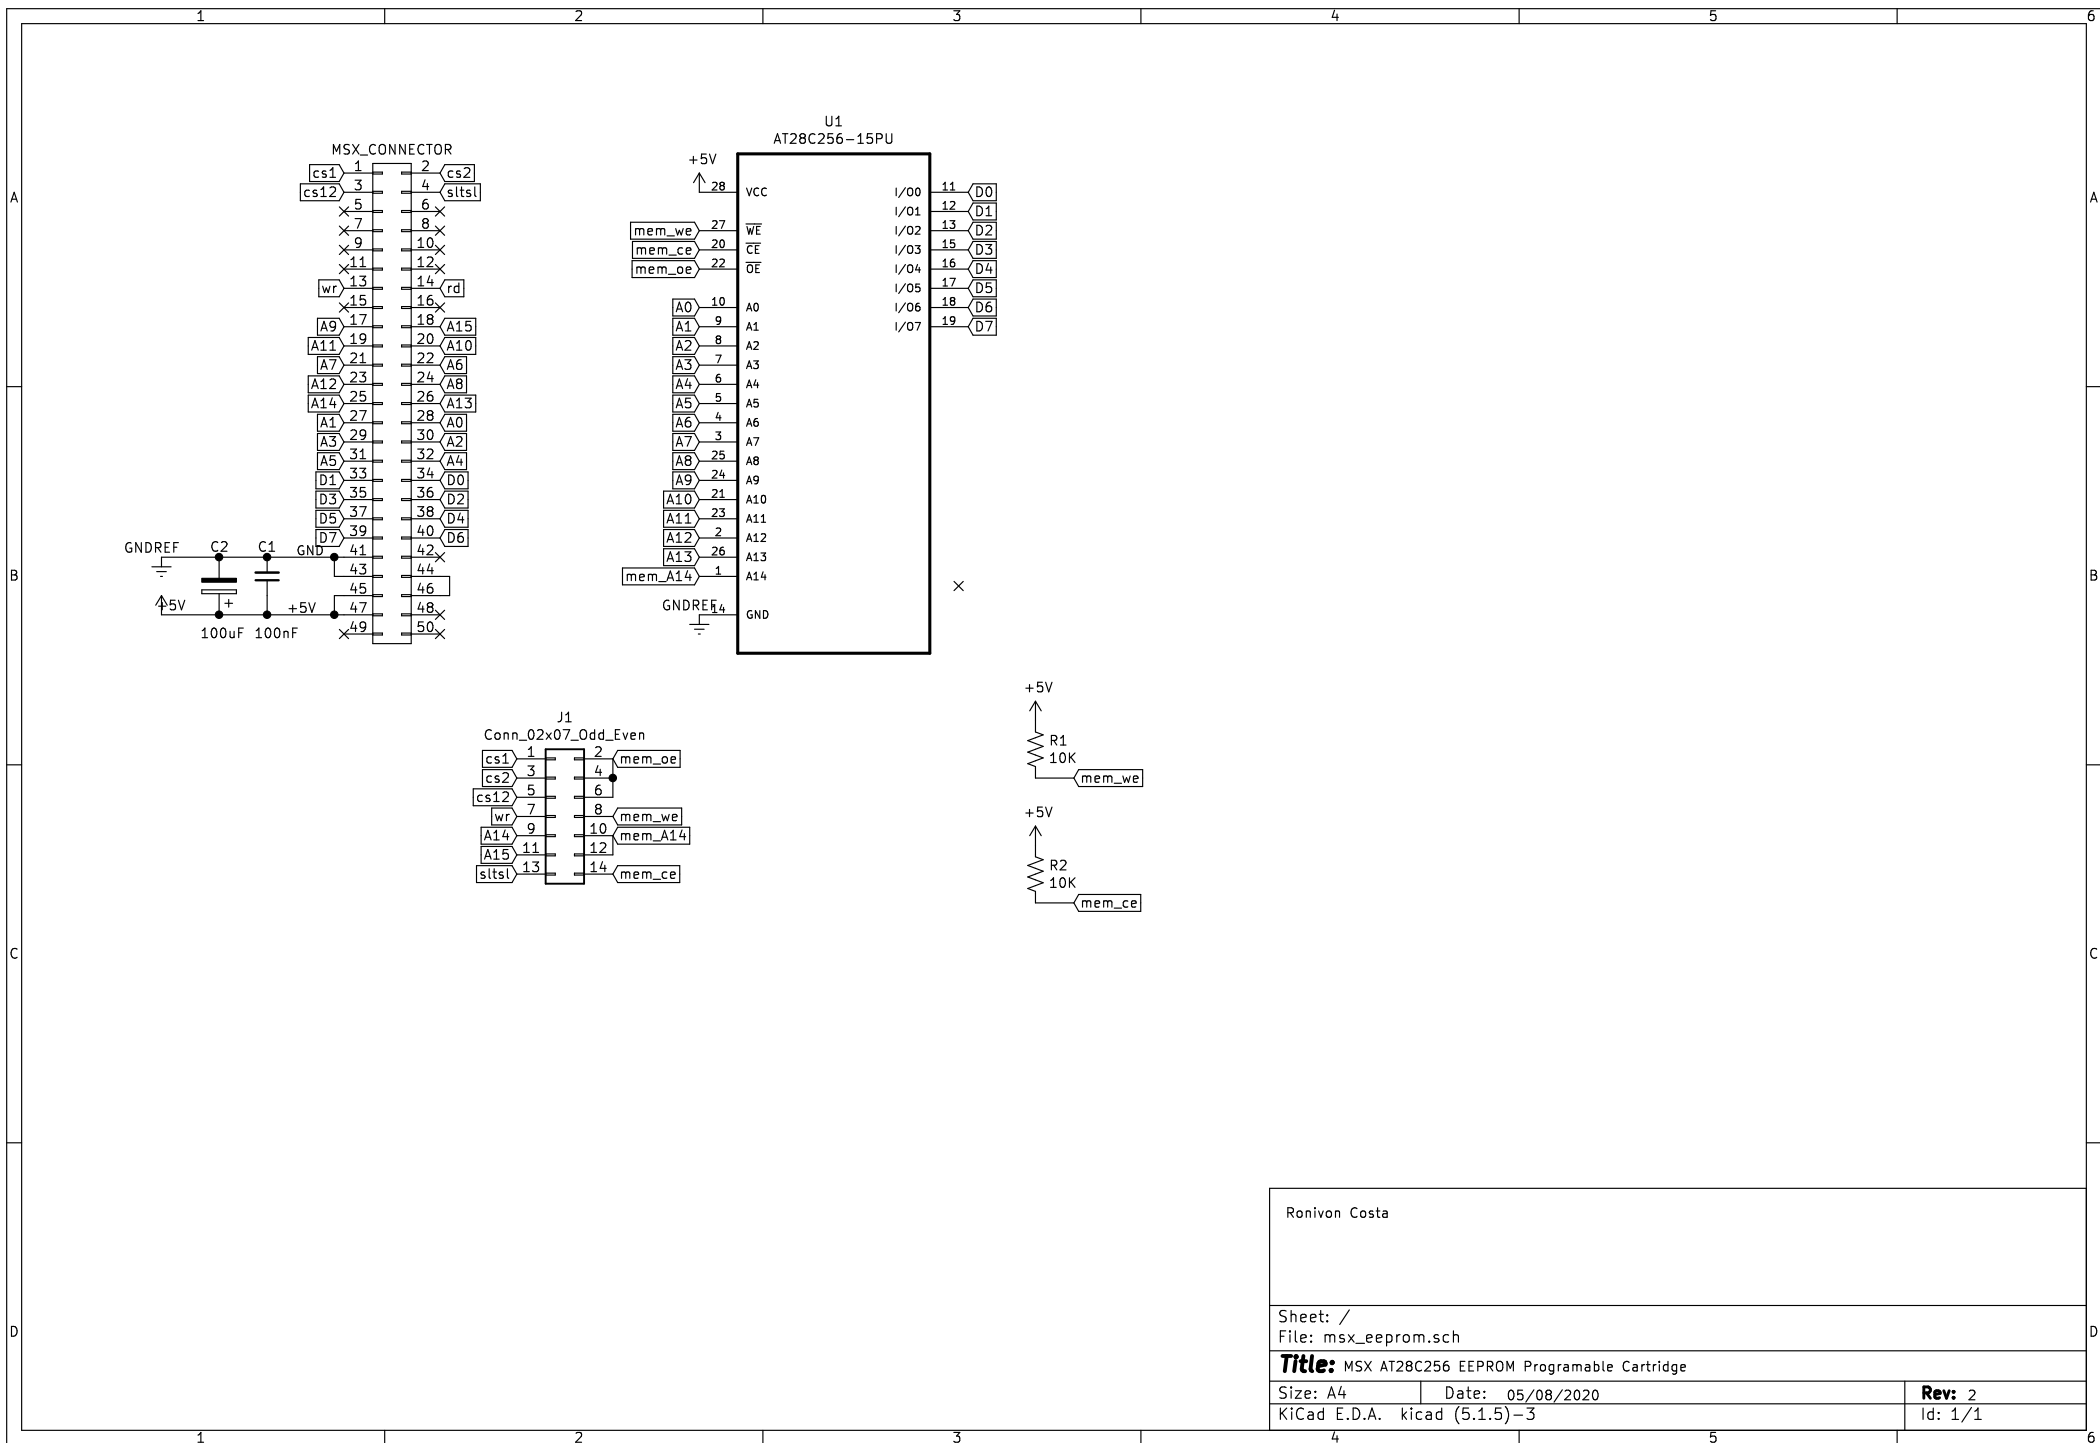 1 2 3 4 5 6
A A
B B
C C
D D
MSX_CONNECTOR
cs1 1 2 cs2
cs12 3 4 sltsl
5 6
7 8
9 10
11 12
wr 13 14 rd
15 16
A9 17 18 A15
A11 19 20 A10
A7 21 22 A6
A12 23 24 A8
A14 25 26 A13
A1 27 28 A0
A3 29 30 A2
A5 31 32 A4
D1 33 34 D0
D3 35 36 D2
D5 37 38 D4
D7 39 40 D6
GNDREF C2 C1 GND 41 42
43 44
45 46
+5V + +5V 47 48
100uF 100nF 49 50
U1
AT28C256-15PU
+5V
28 VCC I/O0 11 D0
I/O1 12 D1
mem_we 27 WE I/O2 13 D2
mem_ce 20 CE I/O3 15 D3
mem_oe 22 OE I/O4 16 D4
I/O5 17 D5
A0 10 A0 I/O6 18 D6
A1 9 A1 I/O7 19 D7
A2 8 A2
A3 7 A3
A4 6 A4
A5 5 A5
A6 4 A6
A7 3 A7
A8 25 A8
A9 24 A9
A10 21 A10
A11 23 A11
A12 2 A12
A13 26 A13
mem_A14 1 A14
GNDREF 14 GND
J1
Conn_02x07_Odd_Even
cs1 1 2 mem_oe
cs2 3 4
cs12 5 6
wr 7 8 mem_we
A14 9 10 mem_A14
A15 11 12
sltsl 13 14 mem_ce
+5V
R1
10K
mem_we
+5V
R2
10K
mem_ce
Ronivon Costa
Sheet: /
File: msx_eeprom.sch
Title: MSX AT28C256 EEPROM Programable Cartridge
Size: A4 Date: 05/08/2020 Rev: 2
KiCad E.D.A. kicad (5.1.5)-3 Id: 1/1
1 2 3 4 5 6